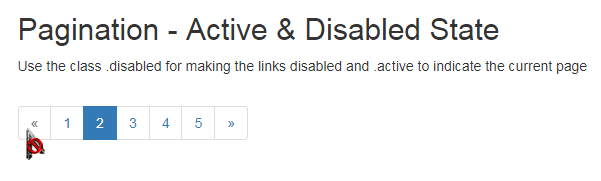 Pagination - Active & Disabled State
Use the class .disabled for making the links disabled and .active to indicate the current page
« 1 2 3 4 5 »